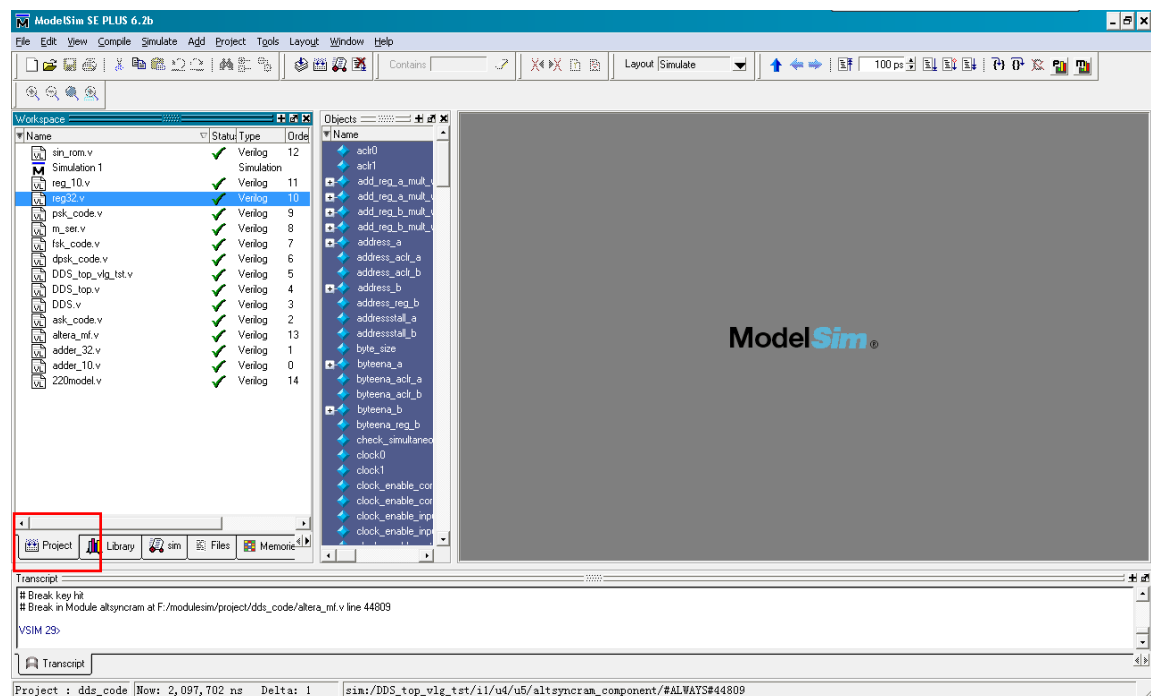 ModelSim SE PLUS 6.2b
File Edit View Compile Simulate Add Project Tools Layout Window Help
Contains
Layout Simulate
100 ps
Workspace
Name Statu Type Orde
sin_rom.v Verilog 12
Simulation 1 Simulation
reg_10.v Verilog 11
reg32.v Verilog 10
psk_code.v Verilog 9
m_ser.v Verilog 8
fsk_code.v Verilog 7
dpsk_code.v Verilog 6
DDS_top_vlg_tst.v Verilog 5
DDS_top.v Verilog 4
DDS.v Verilog 3
ask_code.v Verilog 2
altera_mf.v Verilog 13
adder_32.v Verilog 1
adder_10.v Verilog 0
220model.v Verilog 14
Project Library sim Files Memorie
Objects
Name
aclr0
aclr1
add_reg_a_mult_
add_reg_a_mult_
add_reg_b_mult_
add_reg_b_mult_
address_a
address_aclr_a
address_aclr_b
address_b
address_reg_b
addressstall_a
addressstall_b
byte_size
byteena_a
byteena_aclr_a
byteena_aclr_b
byteena_b
byteena_reg_b
check_simultaneo
clock0
clock1
clock_enable_cor
clock_enable_cor
clock_enable_inpu
clock_enable_inpu
ModelSim®
Transcript
# Break key hit
# Break in Module altsyncram at F:/modulesim/project/dds_code/altera_mf.v line 44809
VSIM 29>
Transcript
Project : dds_code Now: 2,097,702 ns Delta: 1 sim:/DDS_top_vlg_tst/i1/u4/u5/altsyncram_component/#ALWAYS#44809